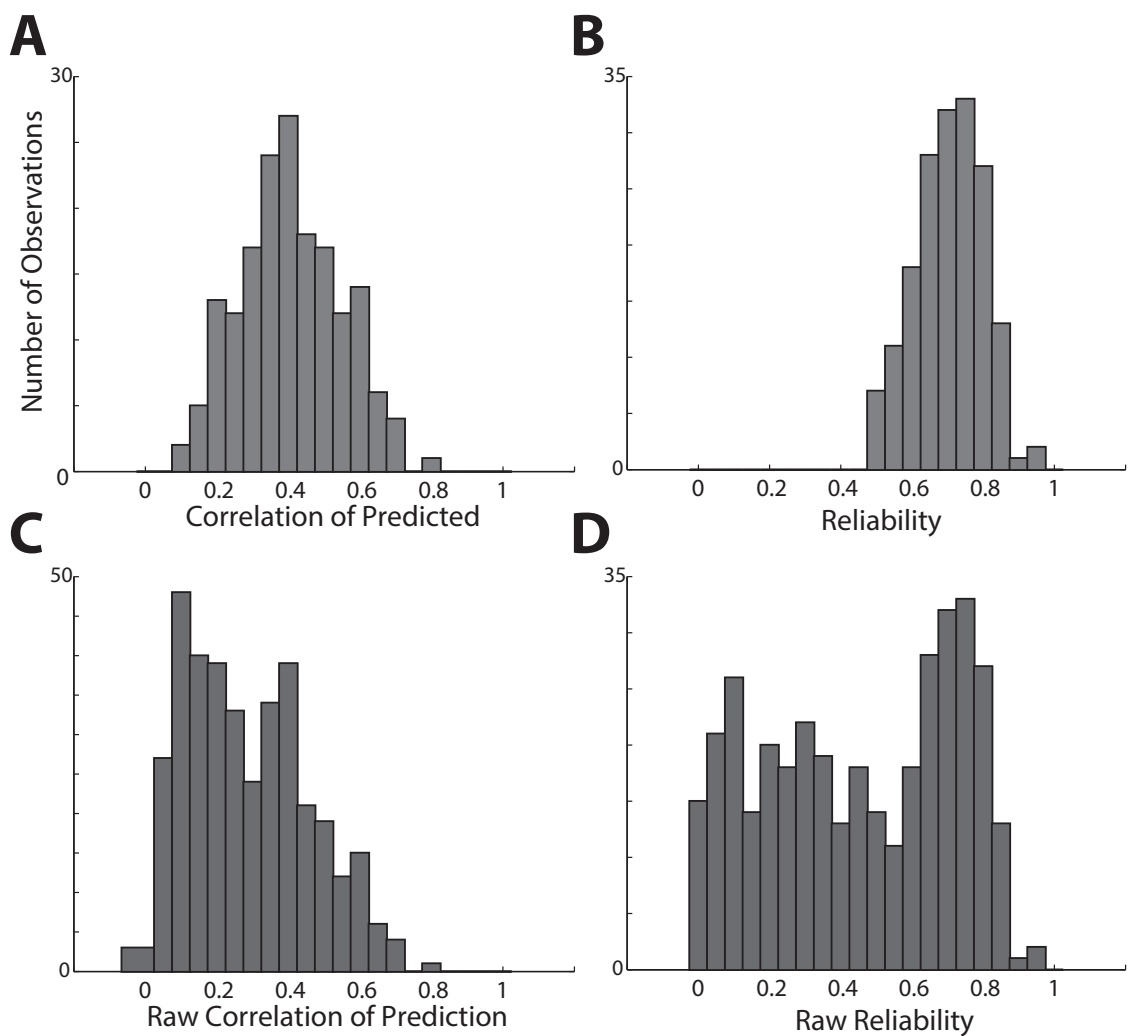 A
30
Number of Observations
0
0 0.2 0.4 0.6 0.8 1
Correlation of Predicted
B
35
0
0 0.2 0.4 0.6 0.8 1
Reliability
C
50
0
0 0.2 0.4 0.6 0.8 1
Raw Correlation of Prediction
D
35
0
0 0.2 0.4 0.6 0.8 1
Raw Reliability